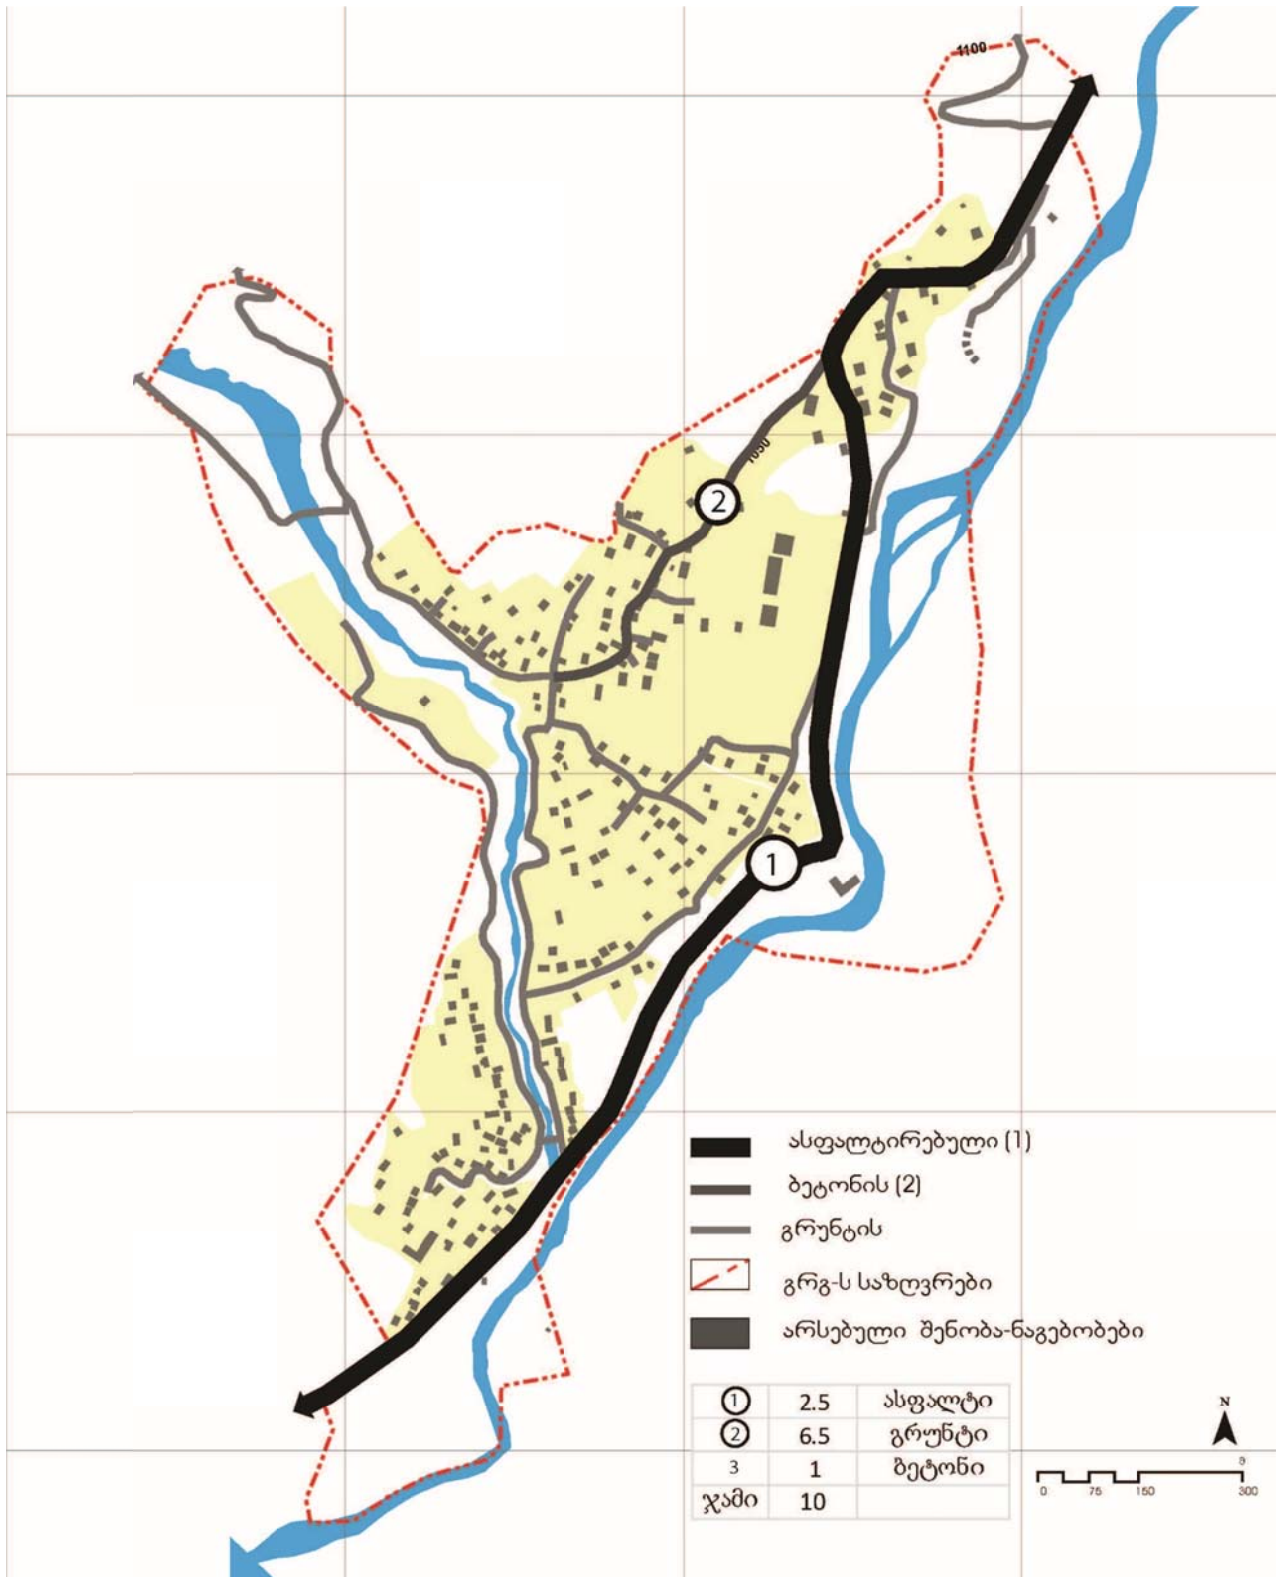 1100
1050
2
1
ასფალტირებული (1)
ბეტონის (2)
გრუნტის
გრგ-ს საზღვრები
არსებული შენობა-ნაგებობები
1 2.5 ასფალტი
2 6.5 გრუნტი
3 1 ბეტონი
ჯამი 10
N
მ
0 75 150 300